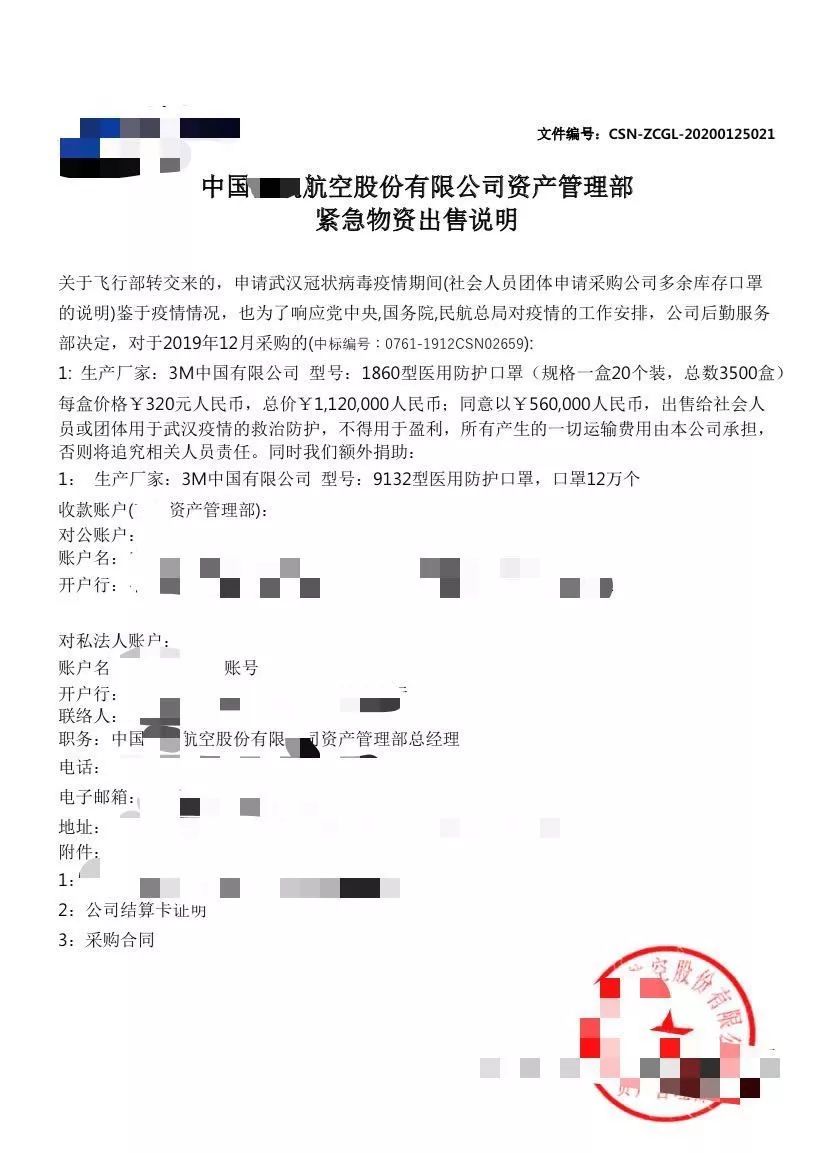 文件编号：CSN-ZCGL-20200125021
中国 航空股份有限公司资产管理部
紧急物资出售说明
关于飞行部转交来的，申请武汉冠状病毒疫情期间(社会人员团体申请采购公司多余库存口罩
的说明)鉴于疫情情况，也为了响应党中央,国务院,民航总局对疫情的工作安排，公司后勤服务
部决定，对于2019年12月采购的(中标编号：0761-1912CSN02659):
1: 生产厂家：3M中国有限公司 型号：1860型医用防护口罩（规格一盒20个装，总数3500盒）
每盒价格￥320元人民币，总价￥1,120,000人民币；同意以￥560,000人民币，出售给社会人
员或团体用于武汉疫情的救治防护，不得用于盈利，所有产生的一切运输费用由本公司承担，
否则将追究相关人员责任。同时我们额外捐助：
1： 生产厂家：3M中国有限公司 型号：9132型医用防护口罩，口罩12万个
收款账户( 资产管理部)：
对公账户：
账户名：
开户行：
对私法人账户：
账户名 账号
开户行：
联络人：
职务：中国 航空股份有限 司资产管理部总经理
电话：
电子邮箱：
地址：
附件：
1：
2：公司结算卡证明
3：采购合同
空股份有限公
资产管理部